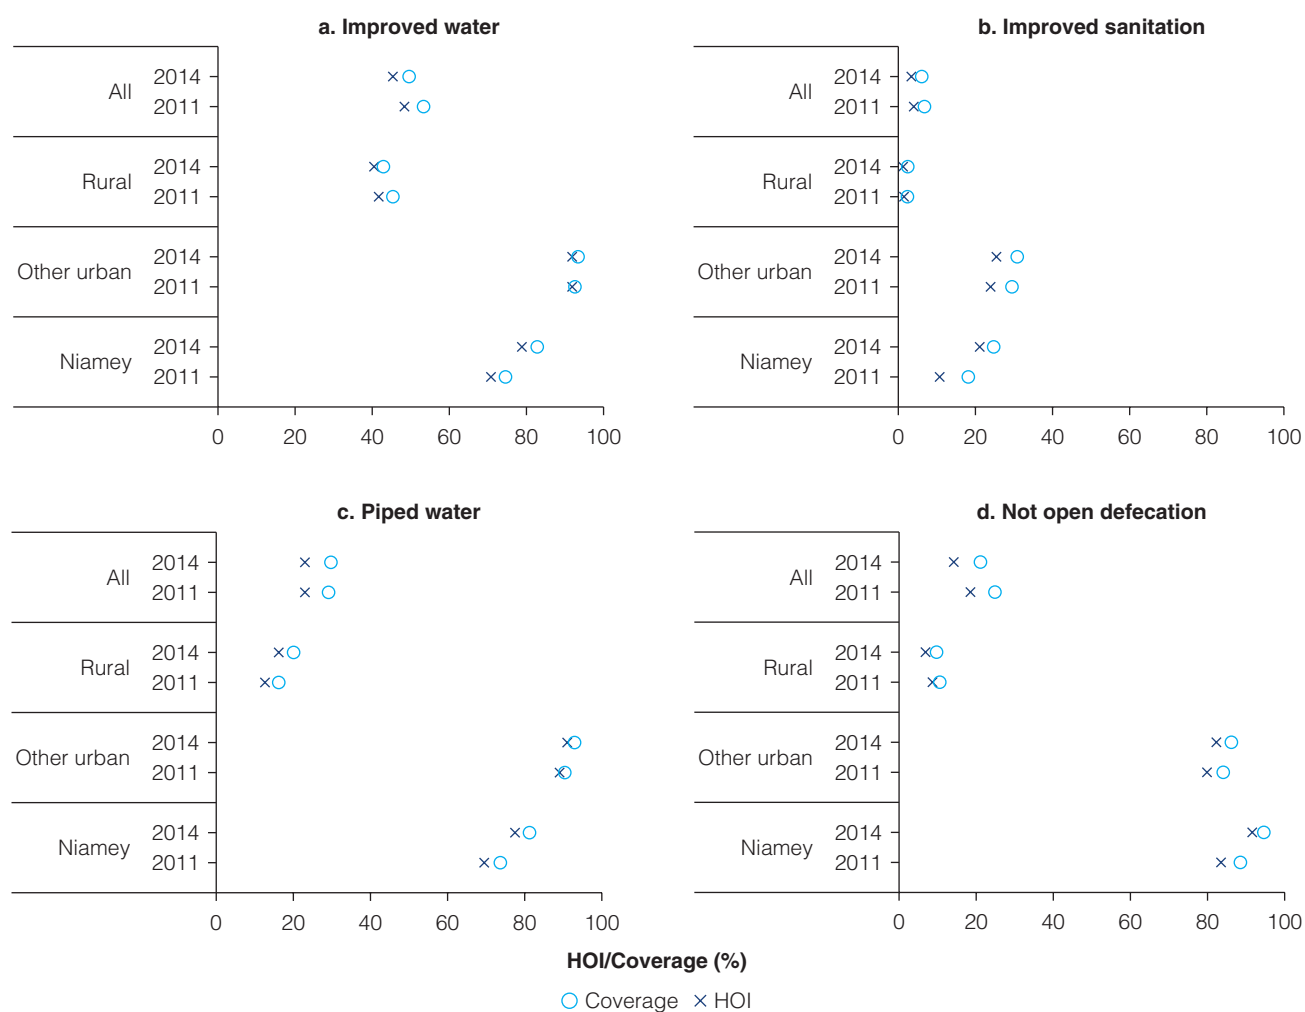 a. Improved water
All
2014
2011
Rural
2014
2011
Other urban
2014
2011
Niamey
2014
2011
0 20 40 60 80 100
b. Improved sanitation
All
2014
2011
Rural
2014
2011
Other urban
2014
2011
Niamey
2014
2011
0 20 40 60 80 100
c. Piped water
All
2014
2011
Rural
2014
2011
Other urban
2014
2011
Niamey
2014
2011
0 20 40 60 80 100
d. Not open defecation
All
2014
2011
Rural
2014
2011
Other urban
2014
2011
Niamey
2014
2011
0 20 40 60 80 100
HOI/Coverage (%)
Coverage HOI